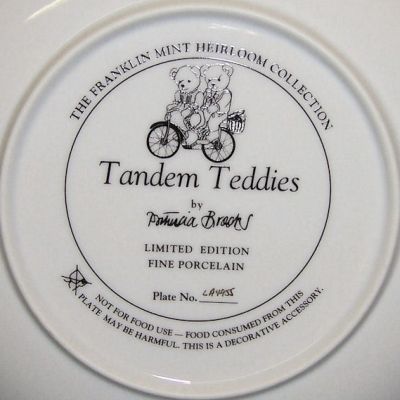 THE FRANKLIN MINT HEIRLOOM COLLECTION
Tandem Teddies
by
Patricia Brooks
LIMITED EDITION
FINE PORCELAIN
Plate No.
NOT FOR FOOD USE — FOOD CONSUMED FROM THIS
PLATE MAY BE HARMFUL. THIS IS A DECORATIVE ACCESSORY.